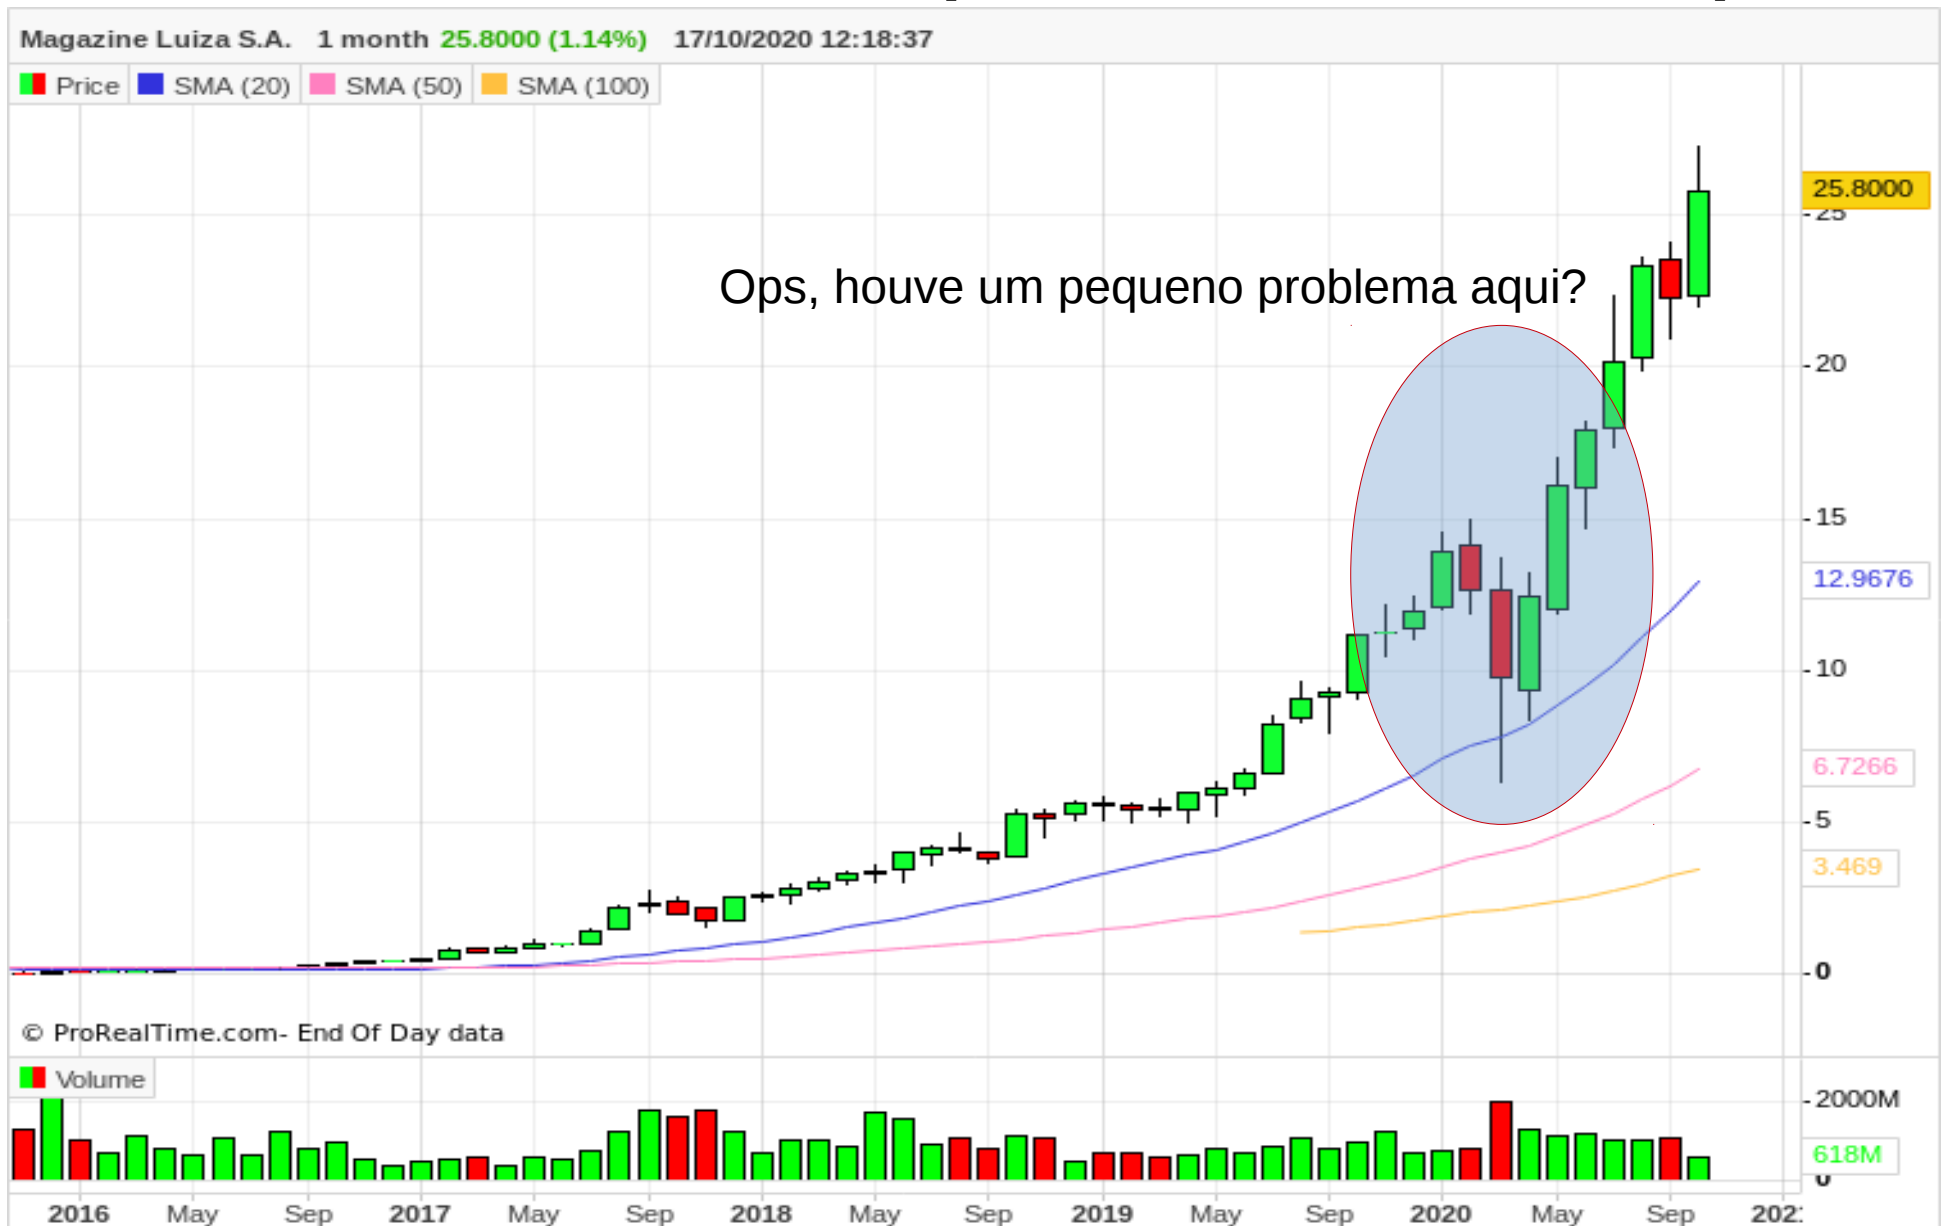 Magazine Luiza S.A. 1 month 25.8000 (1.14%) 17/10/2020 12:18:37
Price SMA (20) SMA (50) SMA (100)
25.8000
25
Ops, houve um pequeno problema aqui?
20
15
12.9676
10
6.7266
5
3.469
0
© ProRealTime.com- End Of Day data
Volume
2000M
618M
0
2016 May Sep 2017 May Sep 2018 May Sep 2019 May Sep 2020 May Sep